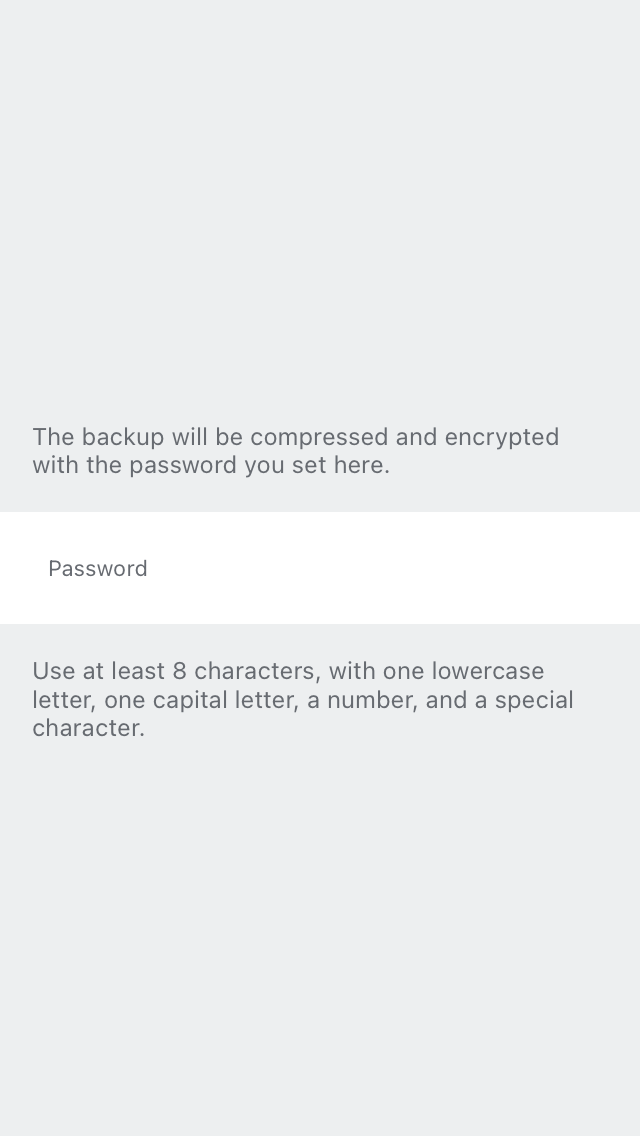 The backup will be compressed and encrypted
with the password you set here.
Password
Use at least 8 characters, with one lowercase
letter, one capital letter, a number, and a special
character.